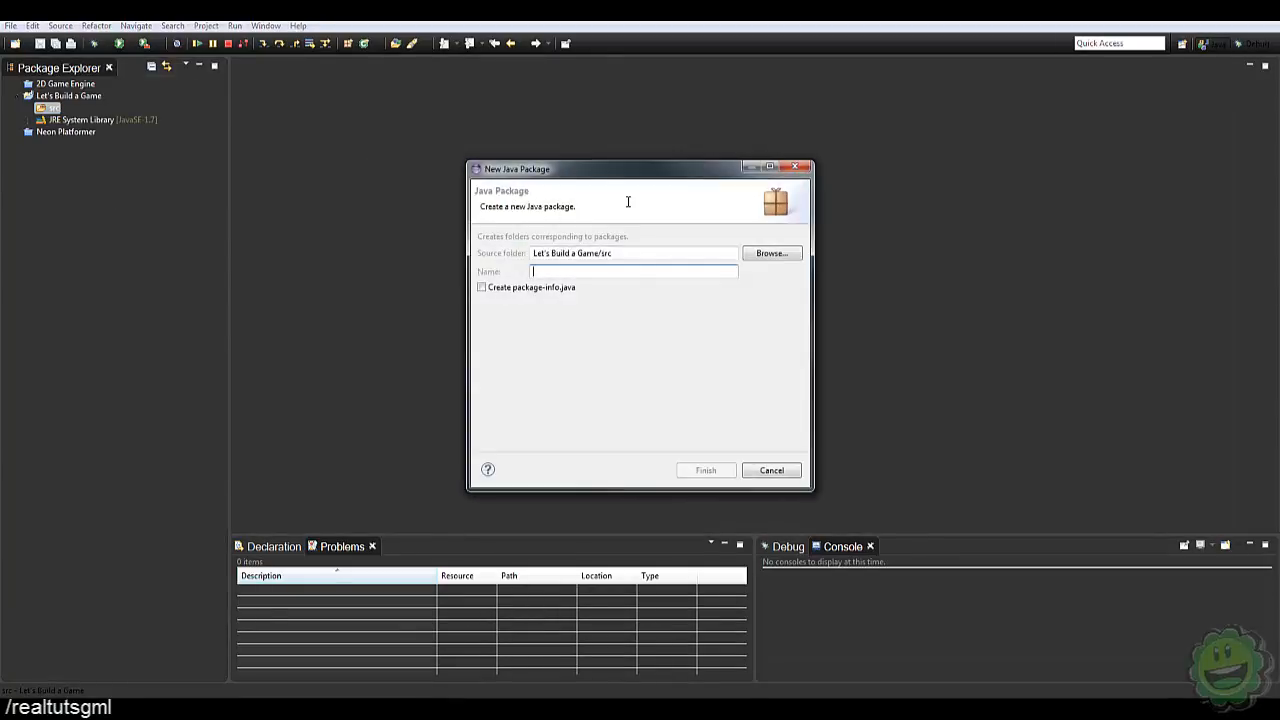 File Edit Source Refactor Navigate Search Project Run Window Help
Quick Access
Java
Debug
Package Explorer
2D Game Engine
Let's Build a Game
src
JRE System Library [JavaSE-1.7]
Neon Platformer
New Java Package
Java Package
Create a new Java package.
Creates folders corresponding to packages.
Source folder: Let's Build a Game/src Browse...
Name:
Create package-info.java
Finish Cancel
Declaration Problems
0 items
Description Resource Path Location Type
Debug Console
No consoles to display at this time.
src - Let's Build a Game
/realtutsgml